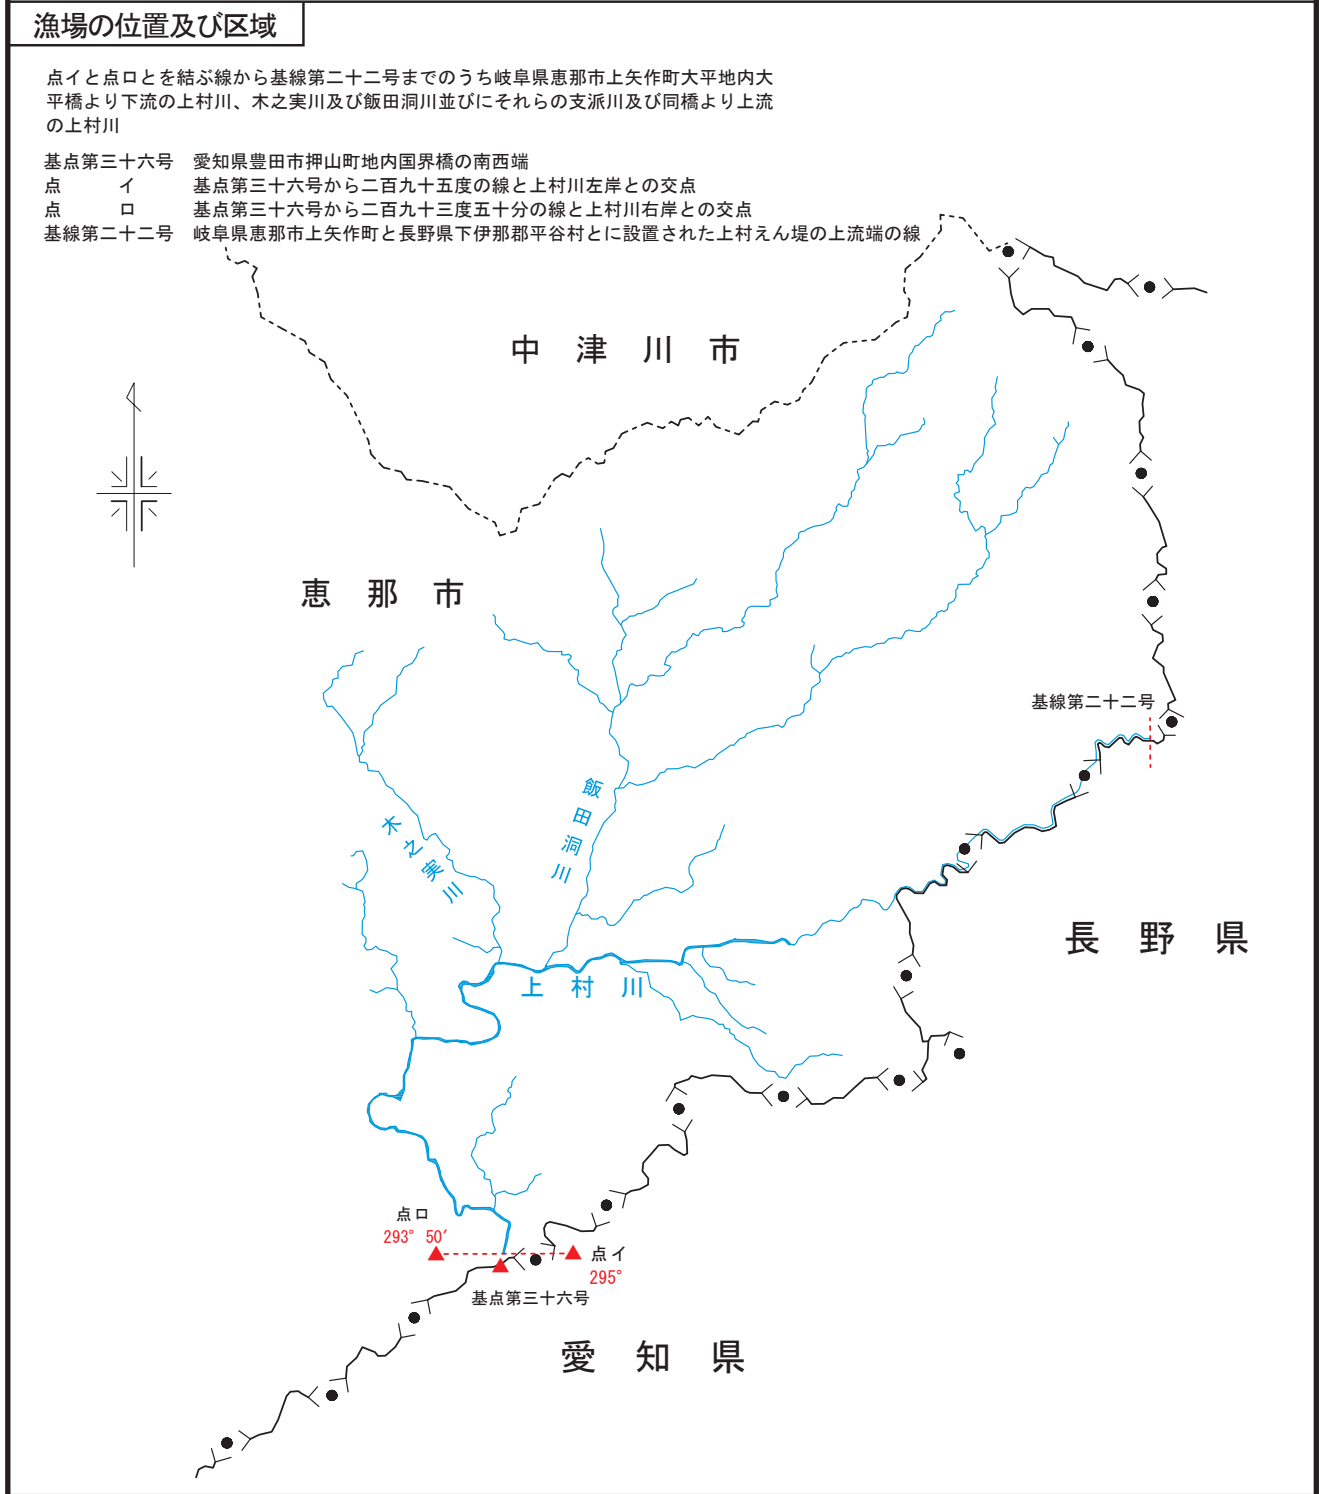 漁場の位置及び区域
点イと点ロとを結ぶ線から基線第二十二号までのうち岐阜県恵那市上矢作町大平地内大
平橋より下流の上村川、木之実川及び飯田洞川並びにそれらの支派川及び同橋より上流
の上村川
基点第三十六号　愛知県豊田市押山町地内国界橋の南西端
点　　　イ　　　基点第三十六号から二百九十五度の線と上村川左岸との交点
点　　　ロ　　　基点第三十六号から二百九十三度五十分の線と上村川右岸との交点
基線第二十二号　岐阜県恵那市上矢作町と長野県下伊那郡平谷村とに設置された上村えん堤の上流端の線
中　津　川　市
恵　那　市
基線第二十二号
飯田洞川
木之実川
長　野　県
上　村　川
点ロ
293° 50′
点イ
295°
基点第三十六号
愛　知　県